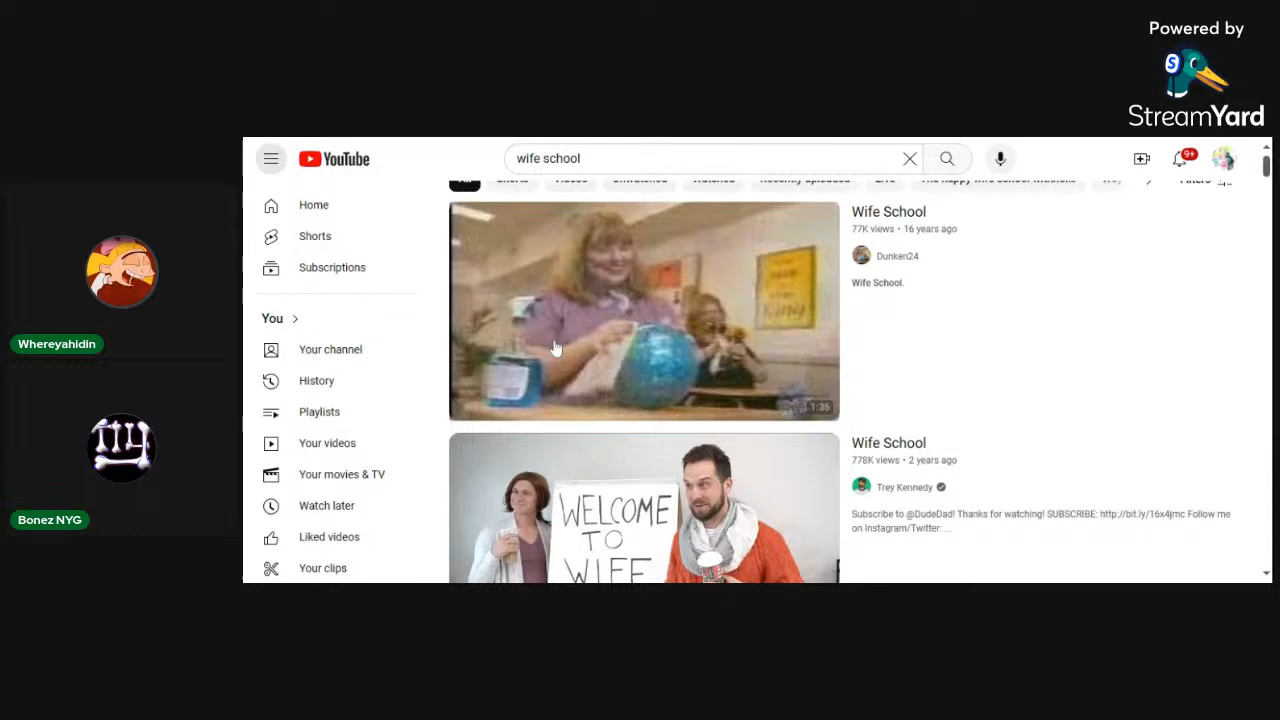 Powered by
StreamYard
YouTube
wife school
9+
Home
Shorts
Subscriptions
You
Your channel
History
Playlists
Your videos
Your movies & TV
Watch later
Liked videos
Your clips
Wife School
77K views • 16 years ago
Dunken24
Wife School.
1:36
Wife School
778K views • 2 years ago
Trey Kennedy
Subscribe to @DudeDad! Thanks for watching! SUBSCRIBE: http://bit.ly/16x4jmc Follow me
on Instagram/Twitter: ...
WELCOME
TO
WIFE
Whereyahidin
Bonez NYG